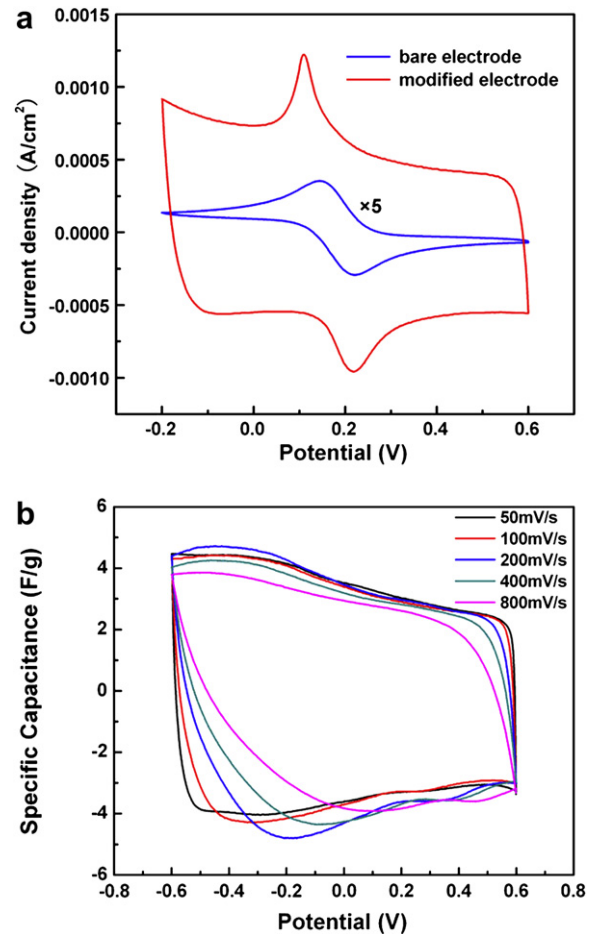 a
0.0015
0.0010
0.0005
0.0000
-0.0005
-0.0010
Current density (A/cm²)
bare electrode
modified electrode
×5
-0.2 0.0 0.2 0.4 0.6
Potential (V)
b
6
4
2
0
-2
-4
-6
Specific Capacitance (F/g)
50mV/s
100mV/s
200mV/s
400mV/s
800mV/s
-0.8 -0.6 -0.4 -0.2 0.0 0.2 0.4 0.6 0.8
Potential (V)